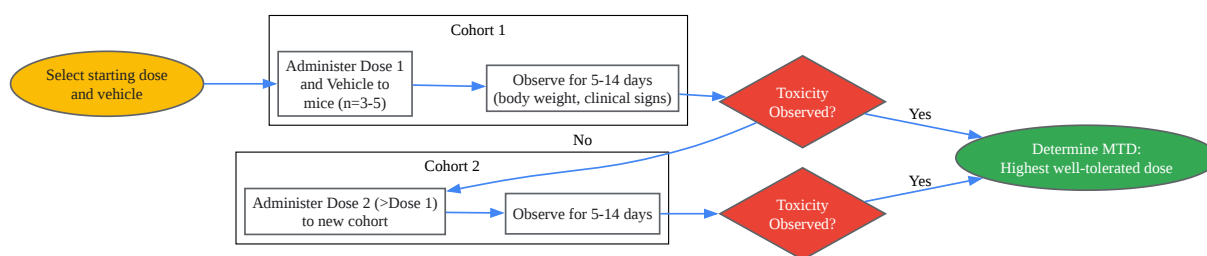 Cohort 1
Select starting dose
and vehicle
Administer Dose 1
and Vehicle to
mice (n=3-5)
Observe for 5-14 days
(body weight, clinical signs)
Toxicity
Observed?
Yes
No
Determine MTD:
Highest well-tolerated dose
Cohort 2
Administer Dose 2 (>Dose 1)
to new cohort
Observe for 5-14 days
Toxicity
Observed?
Yes